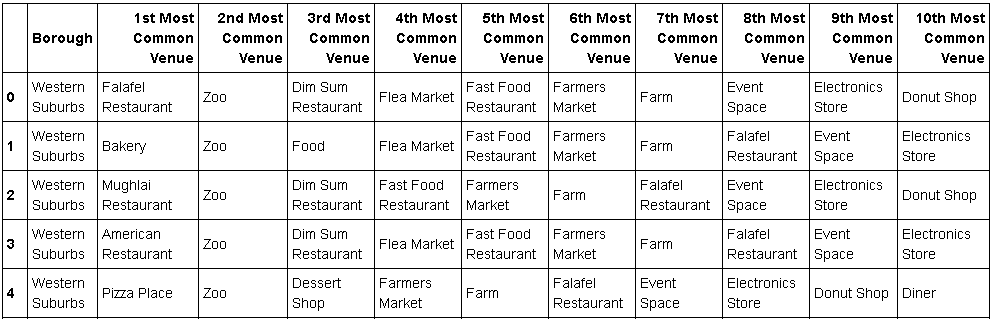 Borough 1st Most Common Venue 2nd Most Common Venue 3rd Most Common Venue 4th Most Common Venue 5th Most Common Venue 6th Most Common Venue 7th Most Common Venue 8th Most Common Venue 9th Most Common Venue 10th Most Common Venue
0 Western Suburbs Falafel Restaurant Zoo Dim Sum Restaurant Flea Market Fast Food Restaurant Farmers Market Farm Event Space Electronics Store Donut Shop
1 Western Suburbs Bakery Zoo Food Flea Market Fast Food Restaurant Farmers Market Farm Falafel Restaurant Event Space Electronics Store
2 Western Suburbs Mughlai Restaurant Zoo Dim Sum Restaurant Fast Food Restaurant Farmers Market Farm Falafel Restaurant Event Space Electronics Store Donut Shop
3 Western Suburbs American Restaurant Zoo Dim Sum Restaurant Flea Market Fast Food Restaurant Farmers Market Farm Falafel Restaurant Event Space Electronics Store
4 Western Suburbs Pizza Place Zoo Dessert Shop Farmers Market Farm Falafel Restaurant Event Space Electronics Store Donut Shop Diner